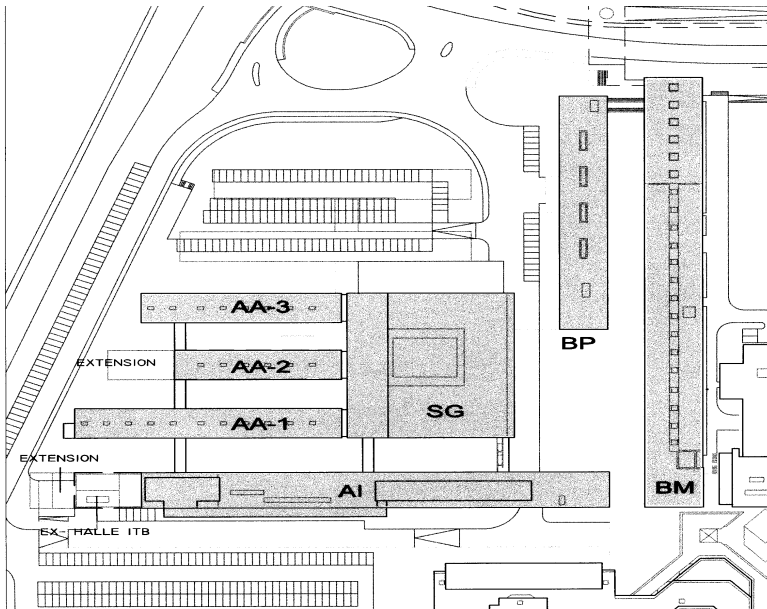 AA-3
BP
EXTENSION
AA-2
SG
AA-1
EXTENSION
AI
BM
EX- HALLE ITB